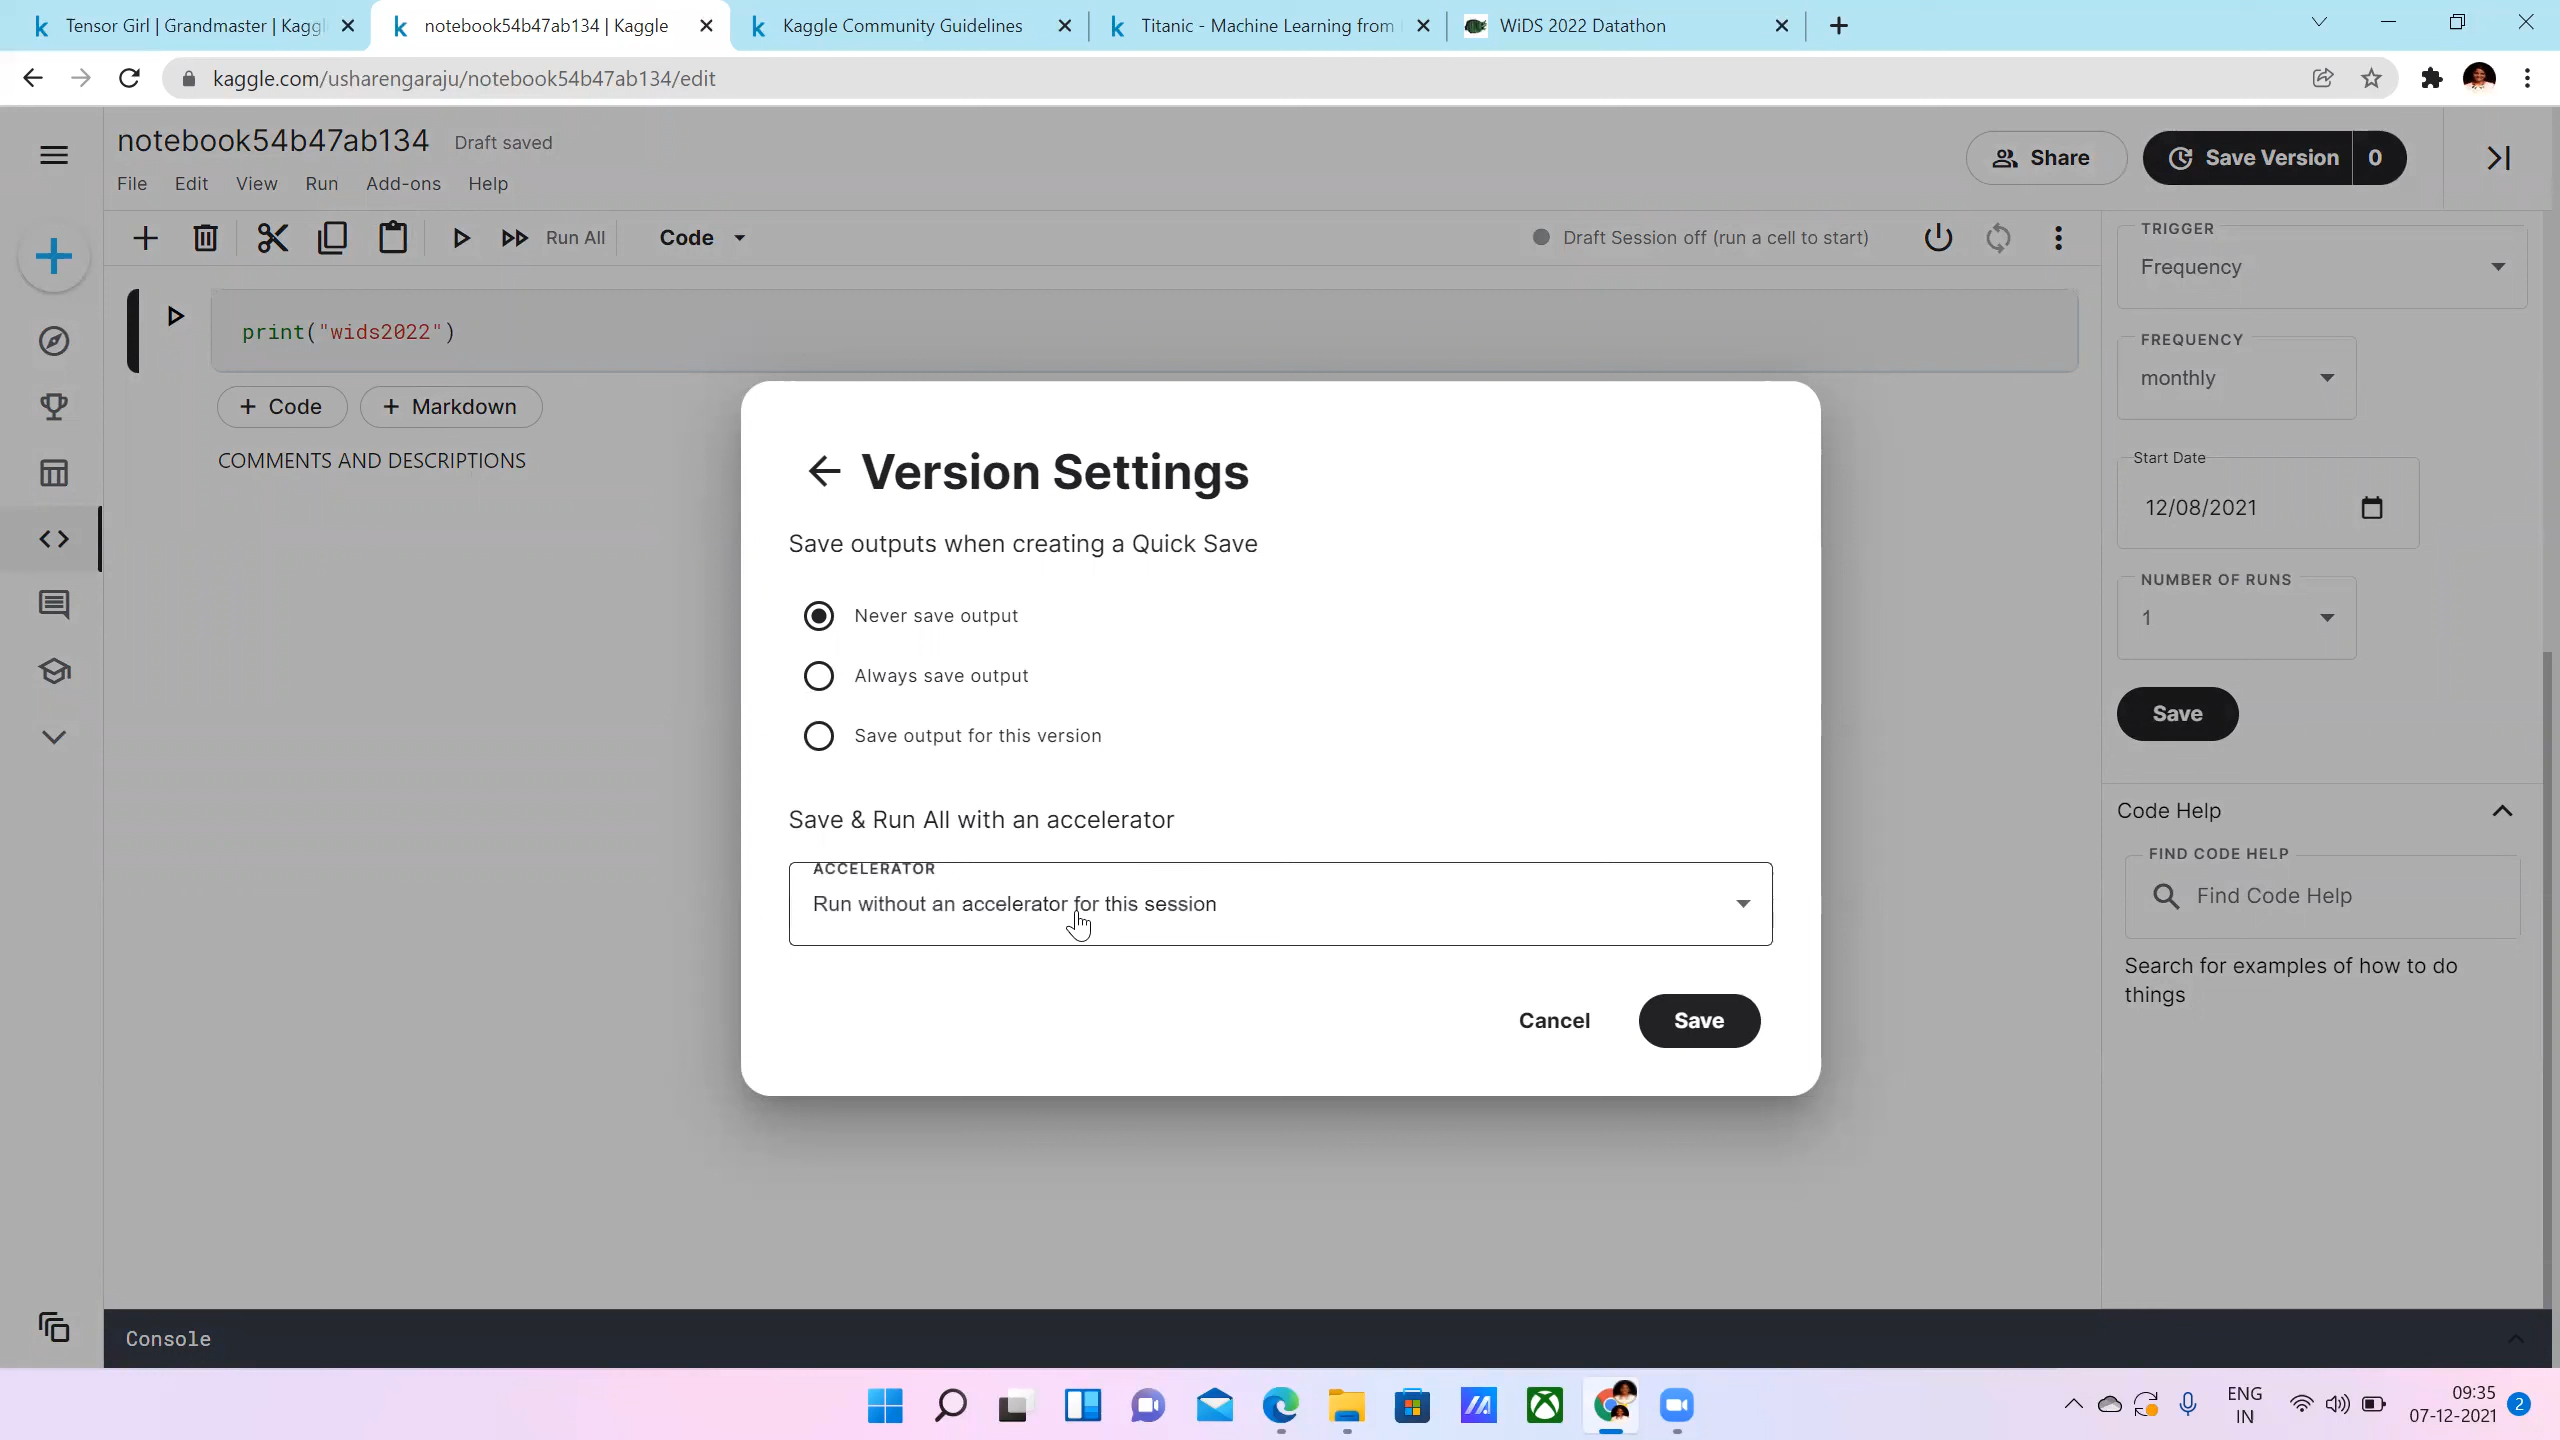 Tensor Girl | Grandmaster | Kaggl
notebook54b47ab134 | Kaggle
Kaggle Community Guidelines
Titanic - Machine Learning from
WiDS 2022 Datathon
kaggle.com/usharengaraju/notebook54b47ab134/edit
notebook54b47ab134 Draft saved
File Edit View Run Add-ons Help
Share
Save Version 0
Run All
Code
Draft Session off (run a cell to start)
print("wids2022")
+ Code
+ Markdown
COMMENTS AND DESCRIPTIONS
Version Settings
Save outputs when creating a Quick Save
Never save output
Always save output
Save output for this version
Save & Run All with an accelerator
ACCELERATOR
Run without an accelerator for this session
Cancel
Save
TRIGGER
Frequency
FREQUENCY
monthly
Start Date
12/08/2021
NUMBER OF RUNS
1
Save
Code Help
FIND CODE HELP
Find Code Help
Search for examples of how to do
things
Console
ENG
IN
09:35
07-12-2021
2